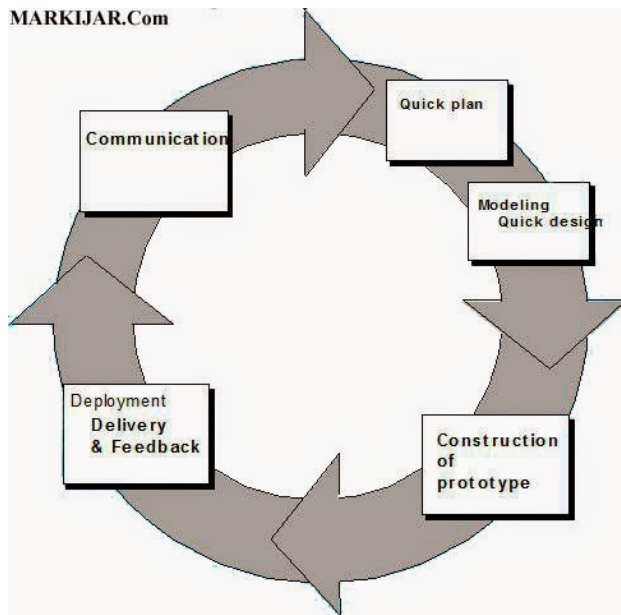 MARKIJAR.Com
Communication
Quick plan
Modeling
Quick design
Construction
of
prototype
Deployment
Delivery
& Feedback